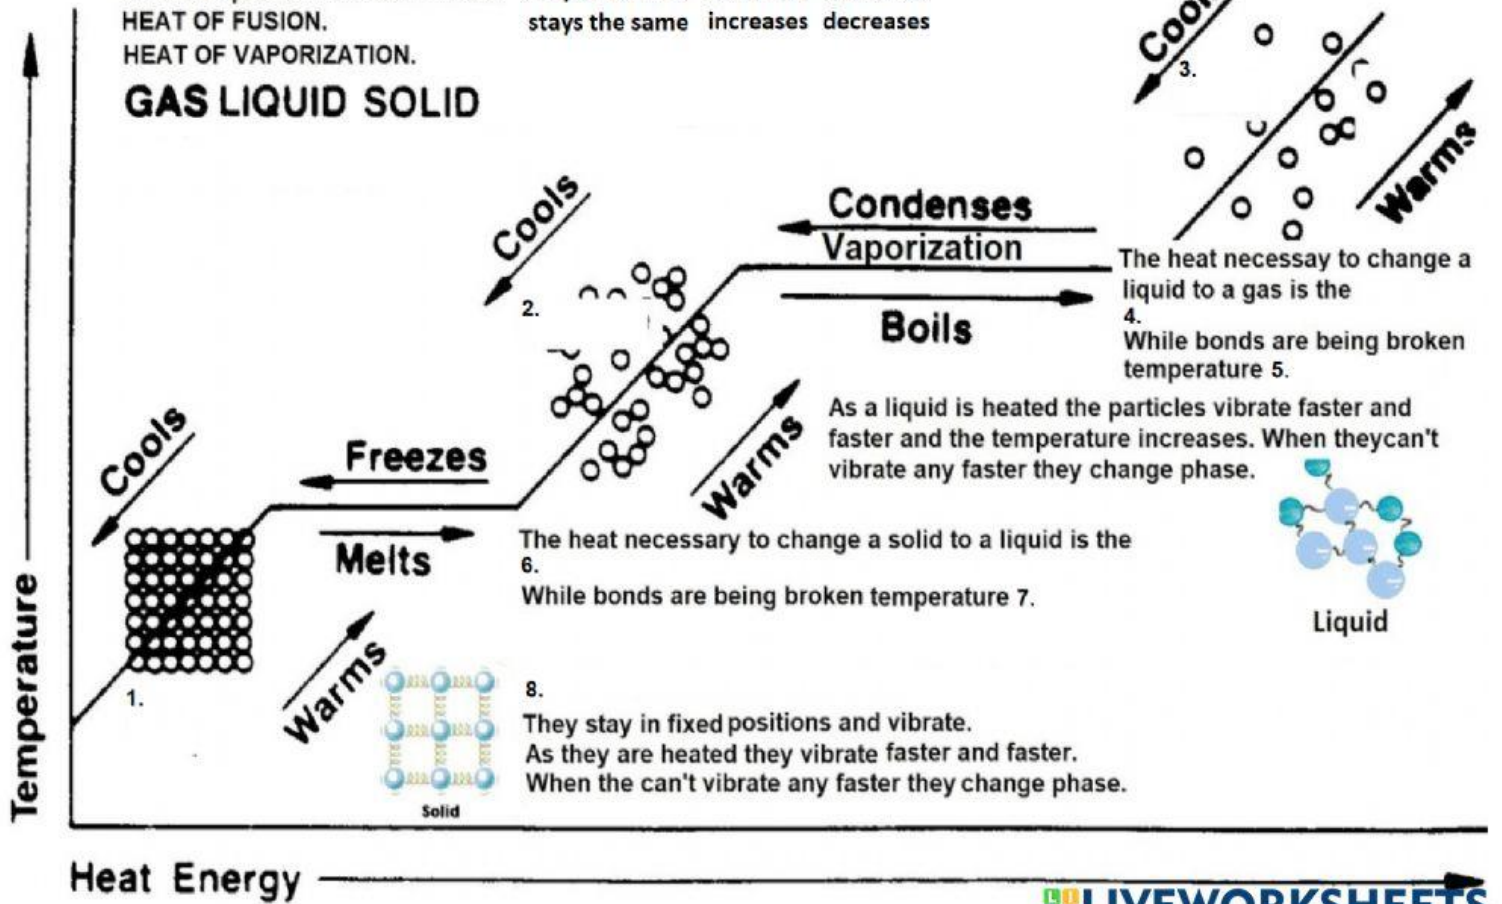 HEAT OF FUSION.
stays the same increases decreases
HEAT OF VAPORIZATION.
GAS LIQUID SOLID
3.
Warms
Cools
Condenses
Vaporization
Boils
The heat necessay to change a
liquid to a gas is the
4.
While bonds are being broken
temperature 5.
2.
As a liquid is heated the particles vibrate faster and
faster and the temperature increases. When theycan't
vibrate any faster they change phase.
Warms
Cools
Freezes
Melts
The heat necessary to change a solid to a liquid is the
6.
While bonds are being broken temperature 7.
Liquid
1.
Warms
8.
They stay in fixed positions and vibrate.
As they are heated they vibrate faster and faster.
When the can't vibrate any faster they change phase.
Solid
Temperature
Heat Energy
LIVEWORKSHEETS